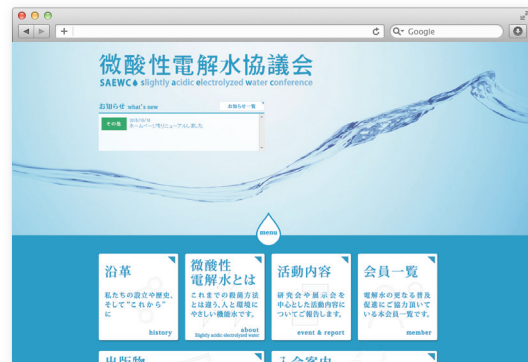 Google
微酸性電解水協議会
SAEWC slightly acidic electrolyzed water conference
お知らせ what's new
お知らせ一覧
その他
ホームページをリニューアルしました
menu
沿革
私たちの設立や歴史、
そして"これから"
に
history
微酸性
電解水とは
これまでの殺菌方法
とは違う、人と環境に
やさしい機能水です。
about
Slightly acidic electrolyzed water
活動内容
研究会や展示会を
中心とした活動内容に
ついてご報告します。
event & report
会員一覧
電解水の更なる普及
促進にご協力頂いて
いる本会員一覧です。
member
出版物
入会案内